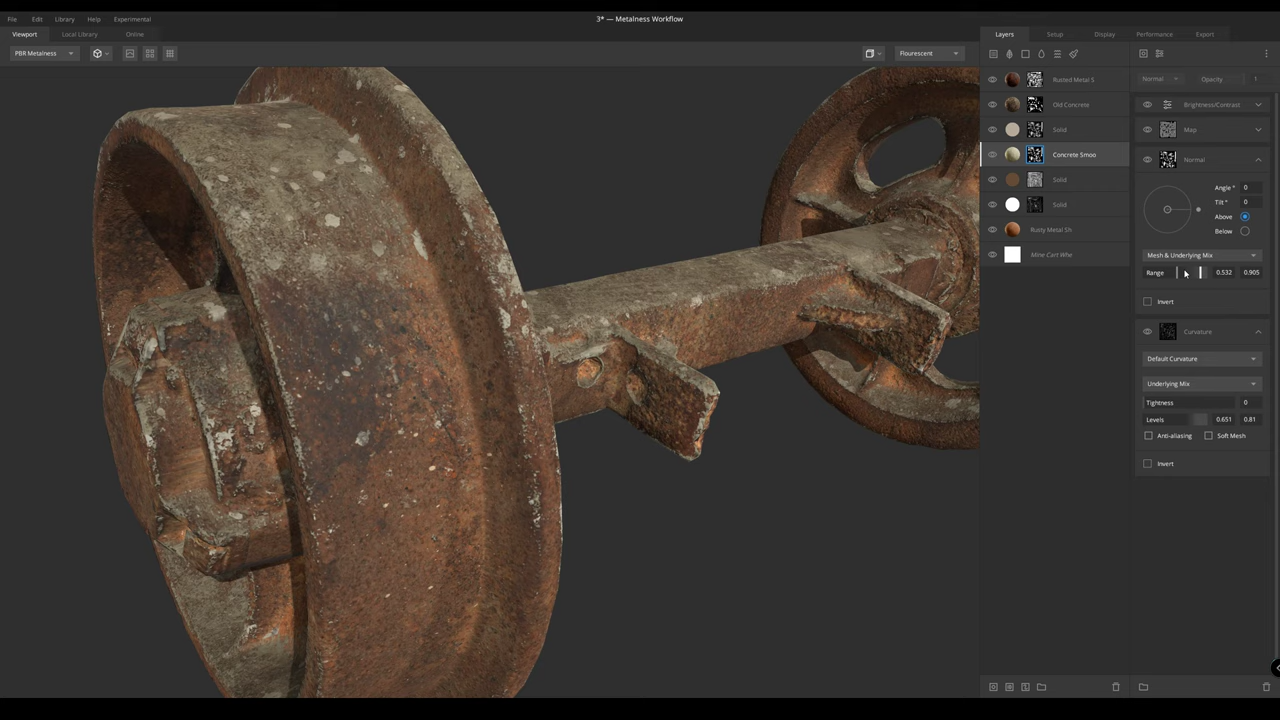 3* — Metalness Workflow
File Edit Library Help Experimental
Viewport Local Library Online
PBR Metalness
Flourescent
Layers Setup Display Performance Export
Rusted Metal S
Old Concrete
Solid
Concrete Smoo
Solid
Solid
Rusty Metal Sh
Mine Cart Whe
Normal Opacity 1
Brightness/Contrast
Map
Normal
Angle ° 0
Tilt ° 0
Above
Below
Mesh & Underlying Mix
Range 0.532 0.905
Invert
Curvature
Default Curvature
Underlying Mix
Tightness 0
Levels 0.651 0.81
Anti-aliasing Soft Mesh
Invert